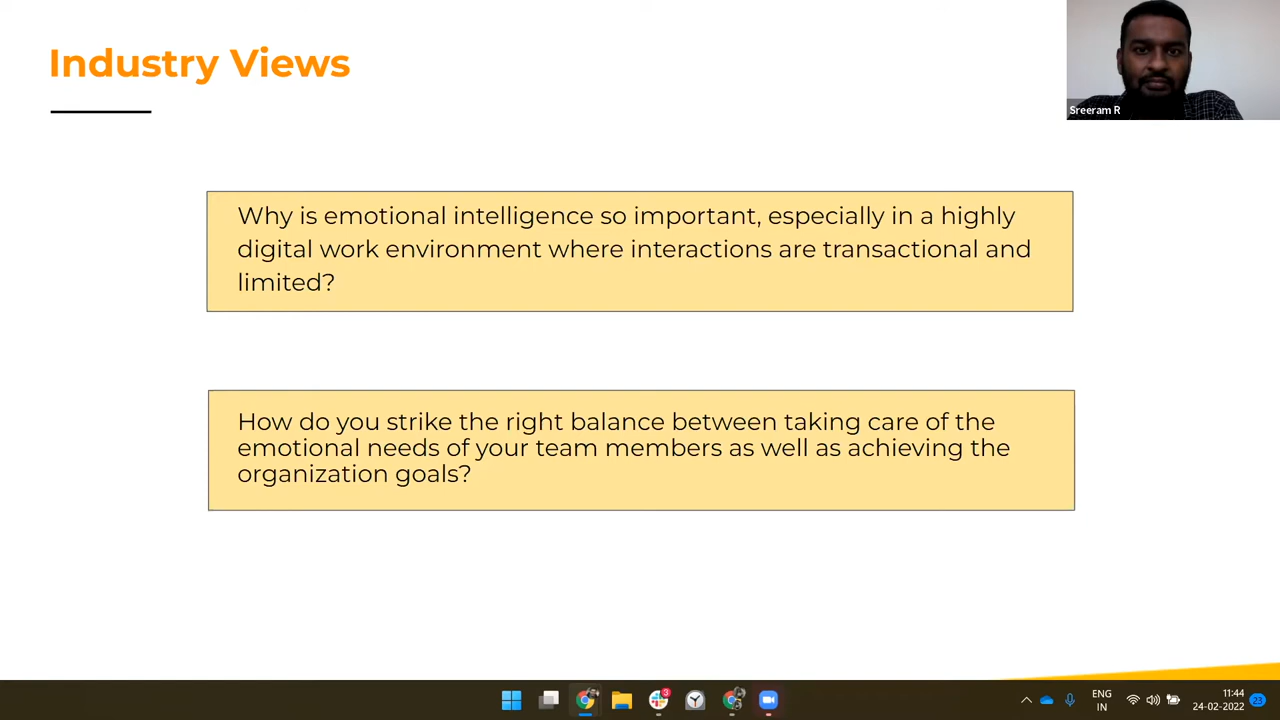 Industry Views
Sreeram R
Why is emotional intelligence so important, especially in a highly
digital work environment where interactions are transactional and
limited?
How do you strike the right balance between taking care of the
emotional needs of your team members as well as achieving the
organization goals?
3
ENG
IN
11:44
24-02-2022
23